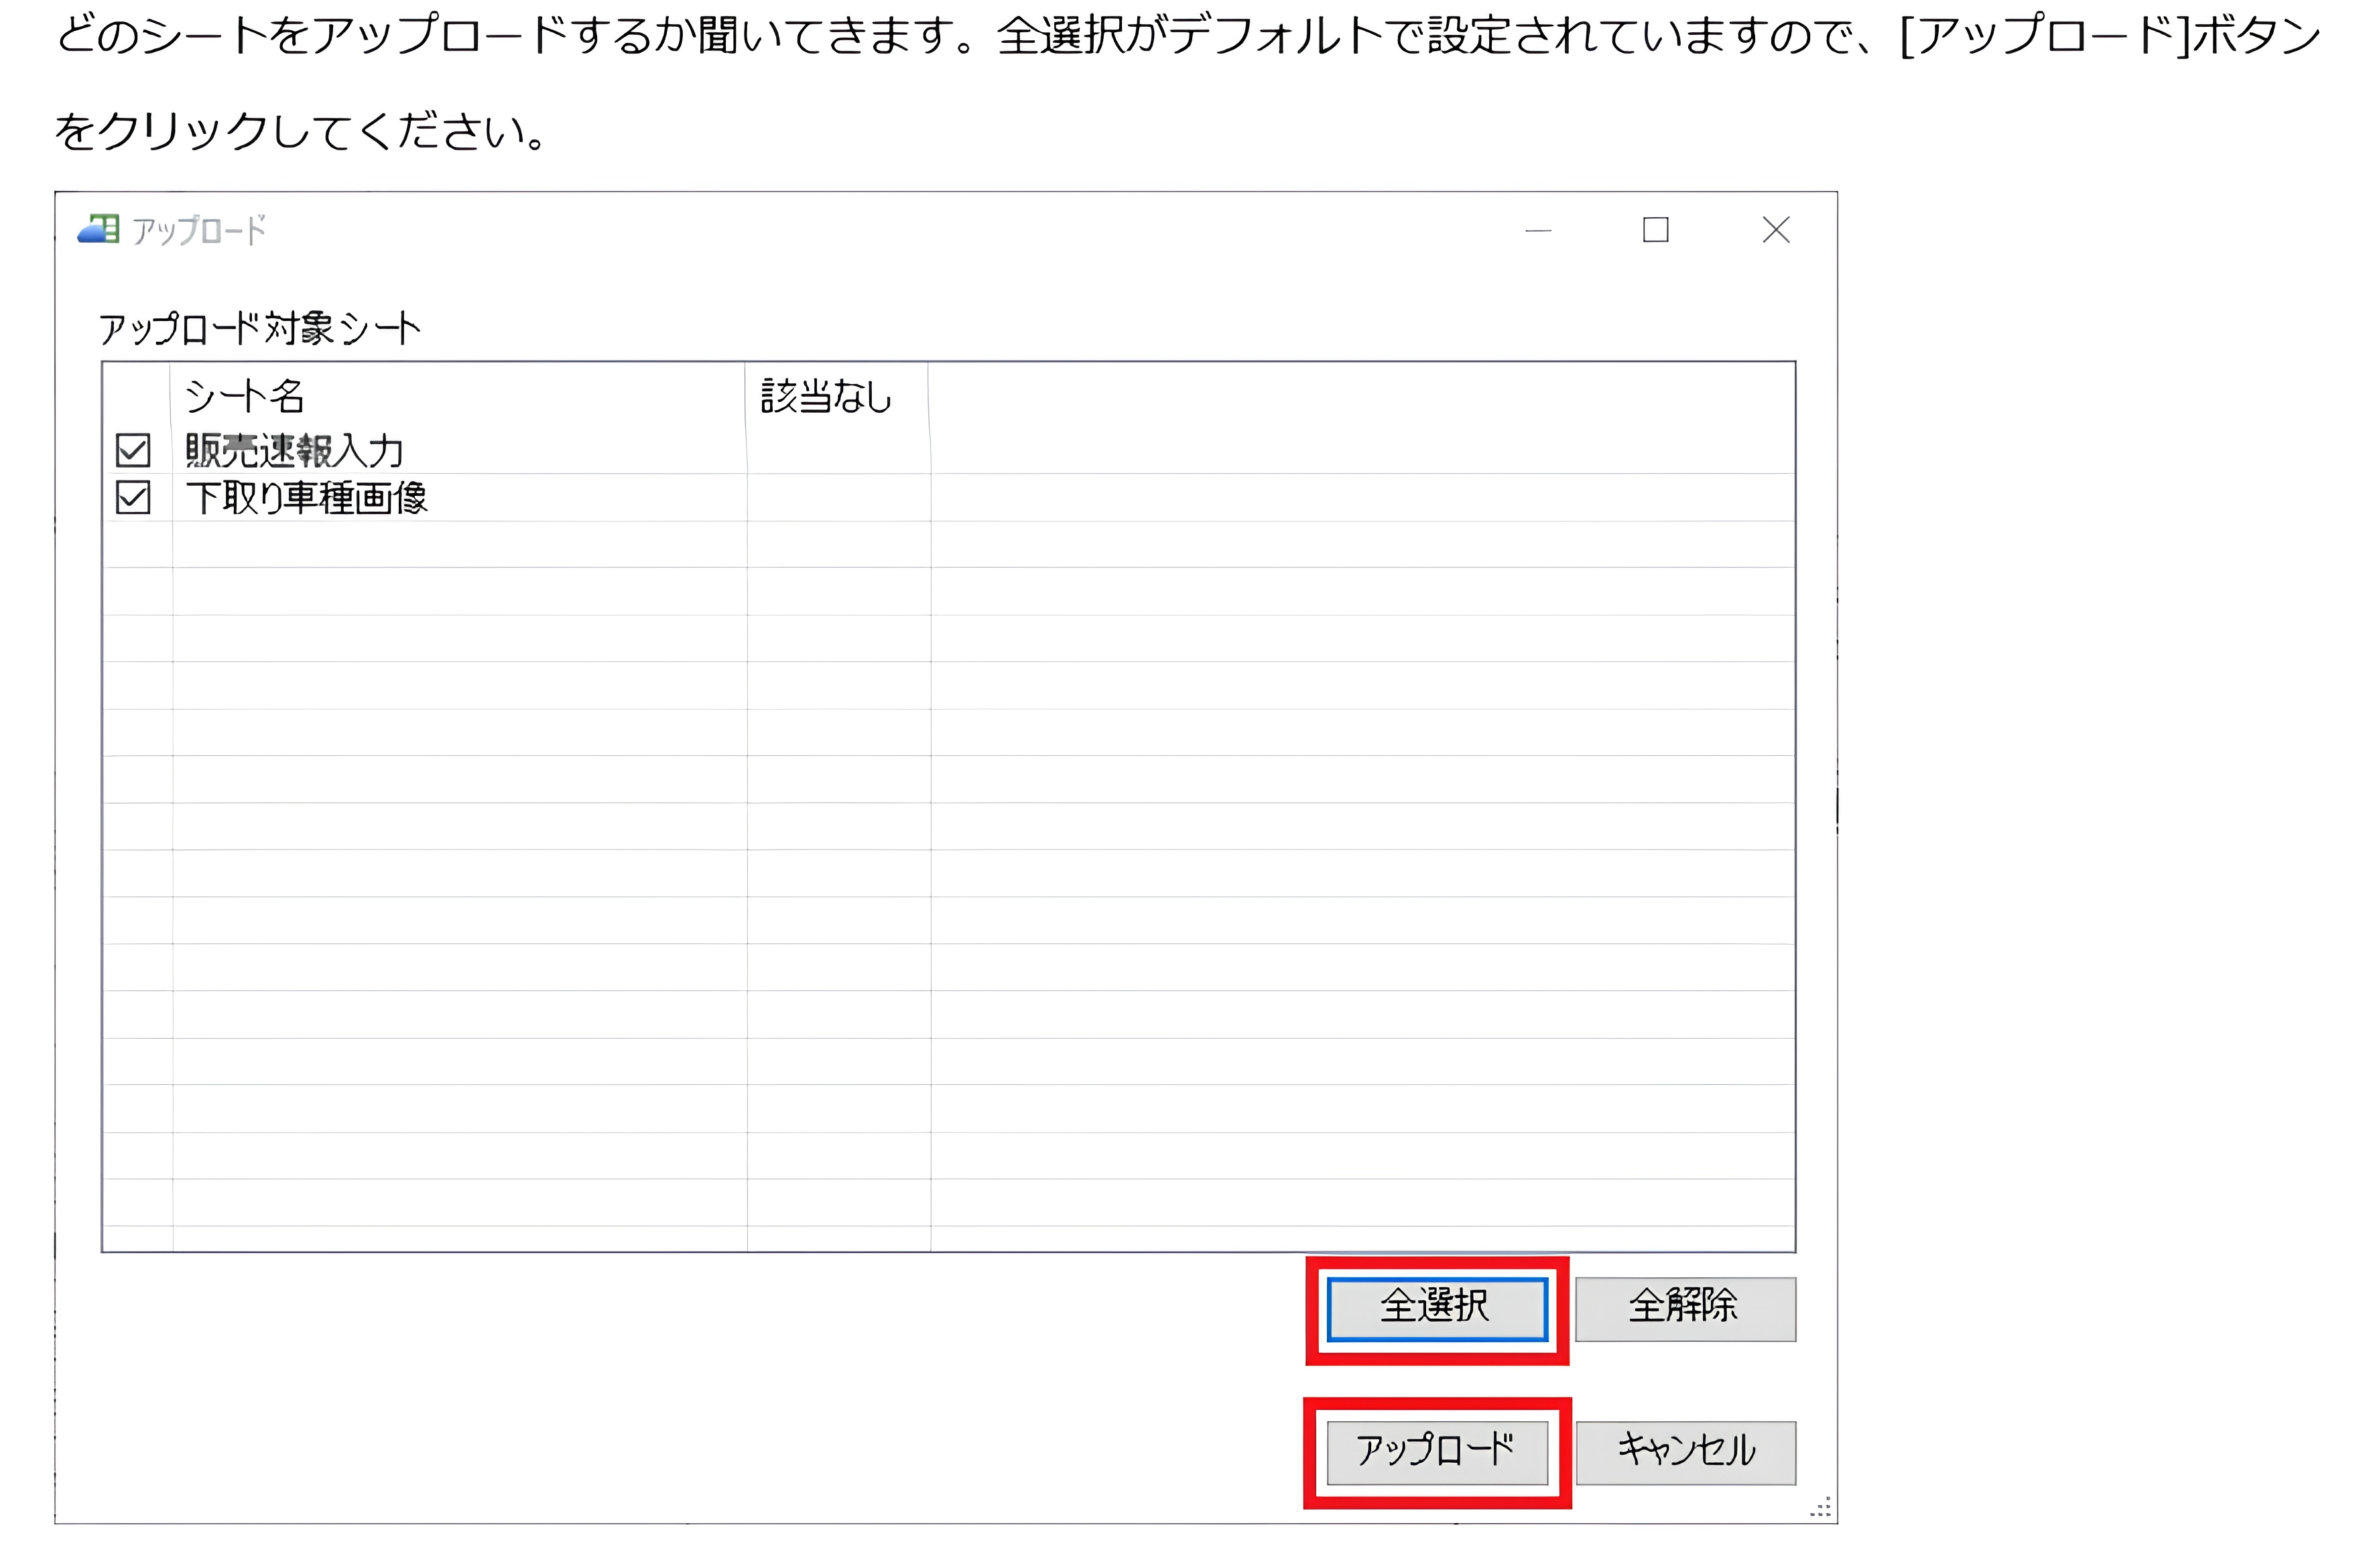 どのシートをアップロードするか聞いてきます。全選択がデフォルトで設定されていますので、[アップロード]ボタン
をクリックしてください。
アップロード
アップロード対象シート
シート名 該当なし
販売速報入力
下取り車種画像
全選択 全解除
アップロード キャンセル